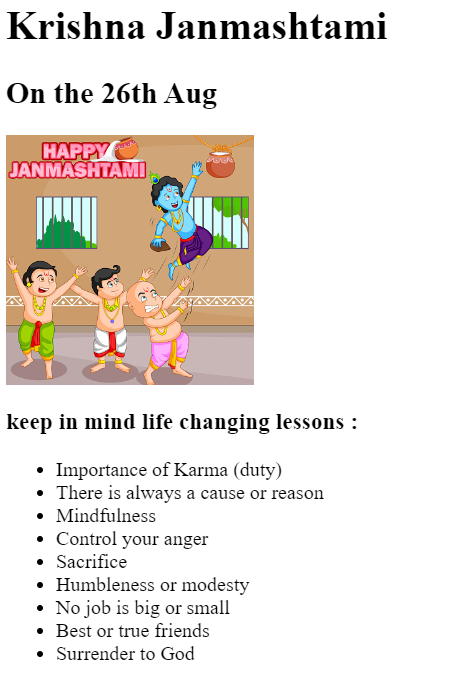 Krishna Janmashtami
On the 26th Aug
HAPPY
JANMASHTAMI
keep in mind life changing lessons :
Importance of Karma (duty)
There is always a cause or reason
Mindfulness
Control your anger
Sacrifice
Humbleness or modesty
No job is big or small
Best or true friends
Surrender to God